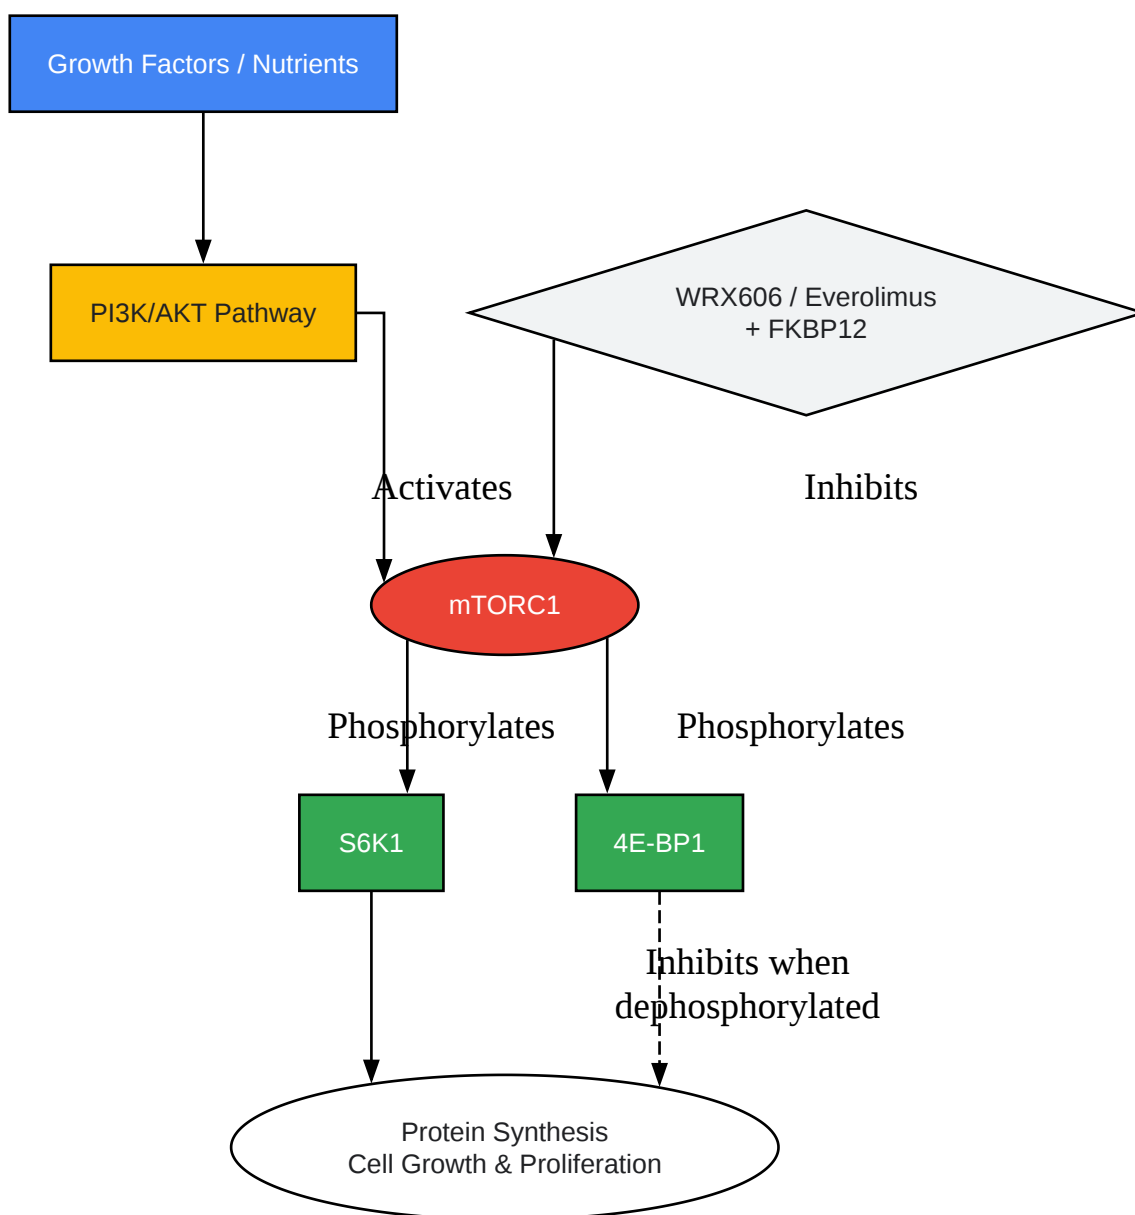 Growth Factors / Nutrients
PI3K/AKT Pathway
WRX606 / Everolimus
+ FKBP12
Activates
Inhibits
mTORC1
Phosphorylates
Phosphorylates
S6K1
4E-BP1
Inhibits when
dephosphorylated
Protein Synthesis
Cell Growth & Proliferation